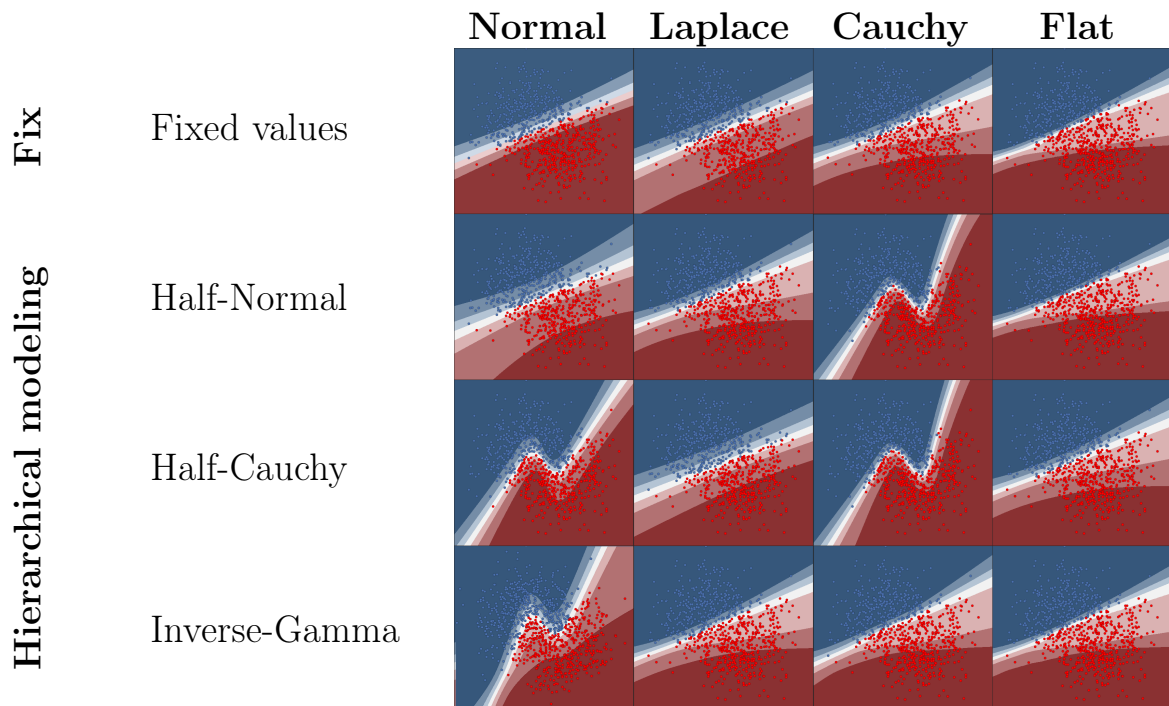 Normal Laplace Cauchy Flat
Fix
Fixed values
Hierarchical modeling
Half-Normal
Half-Cauchy
Inverse-Gamma